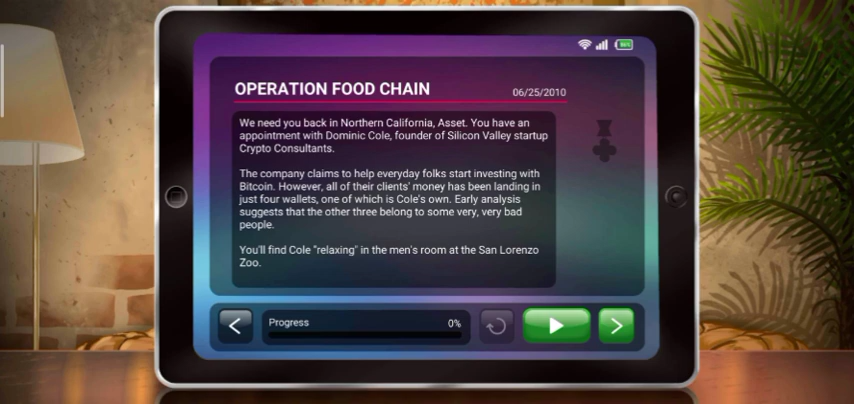 OPERATION FOOD CHAIN
06/25/2010
We need you back in Northern California, Asset. You have an
appointment with Dominic Cole, founder of Silicon Valley startup
Crypto Consultants.
The company claims to help everyday folks start investing with
Bitcoin. However, all of their clients' money has been landing in
just four wallets, one of which is Cole's own. Early analysis
suggests that the other three belong to some very, very bad
people.
You'll find Cole "relaxing" in the men's room at the San Lorenzo
Zoo.
Progress
0%